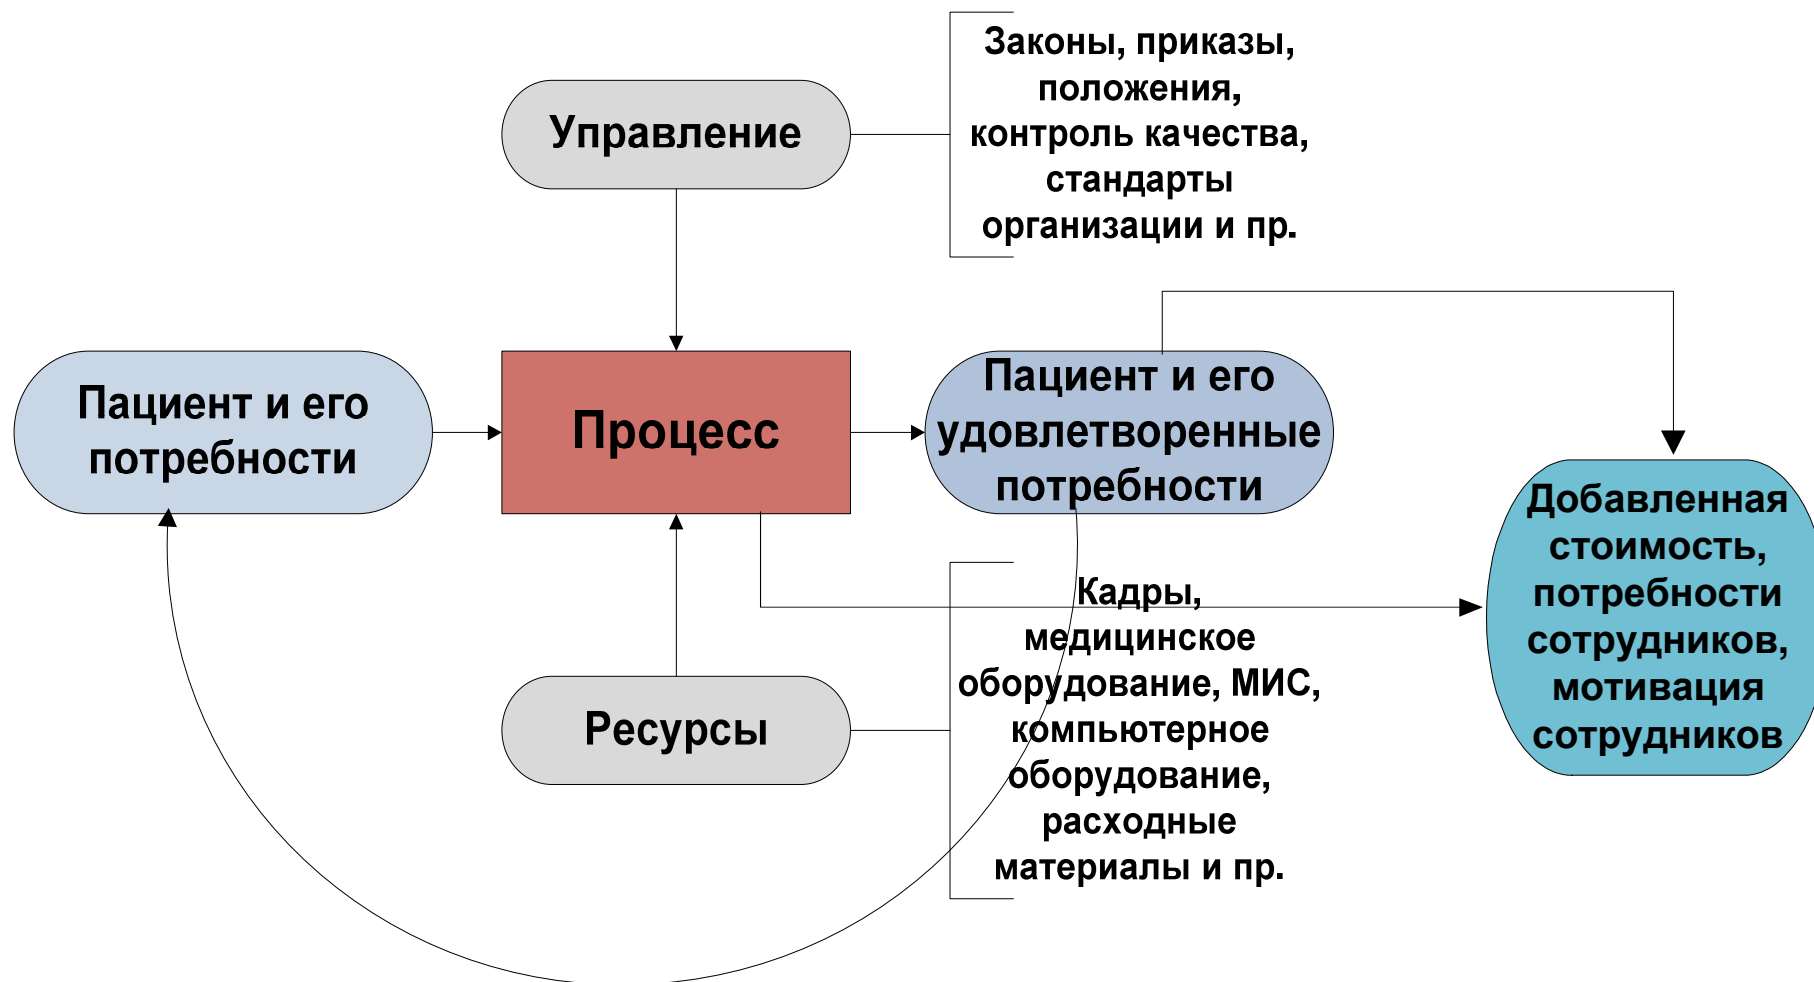 Законы, приказы,
положения,
контроль качества,
стандарты
организации и пр.
Управление
Пациент и его
потребности
Процесс
Пациент и его
удовлетворенные
потребности
Добавленная
стоимость,
потребности
сотрудников,
мотивация
сотрудников
Ресурсы
Кадры,
медицинское
оборудование, МИС,
компьютерное
оборудование,
расходные
материалы и пр.